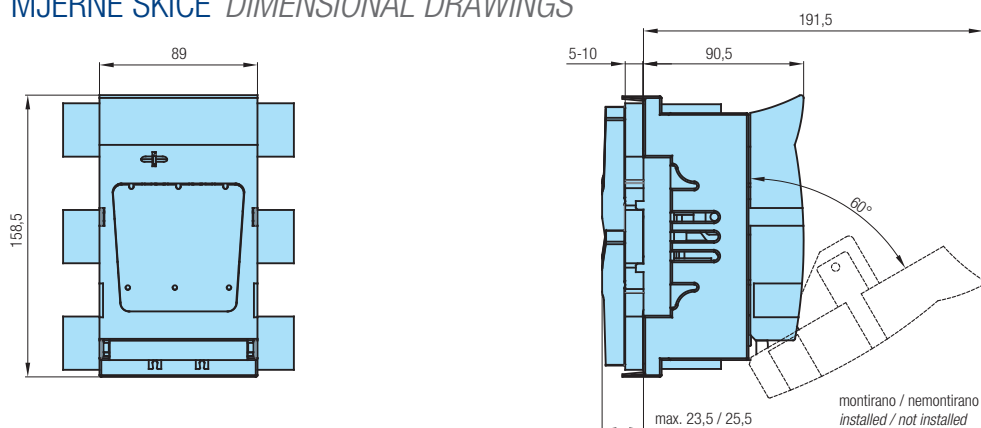 MJERNE SKICE DIMENSIONAL DRAWINGS
191,5
89
5-10
90,5
158,5
60°
montirano / nemontirano
installed / not installed
max. 23,5 / 25,5